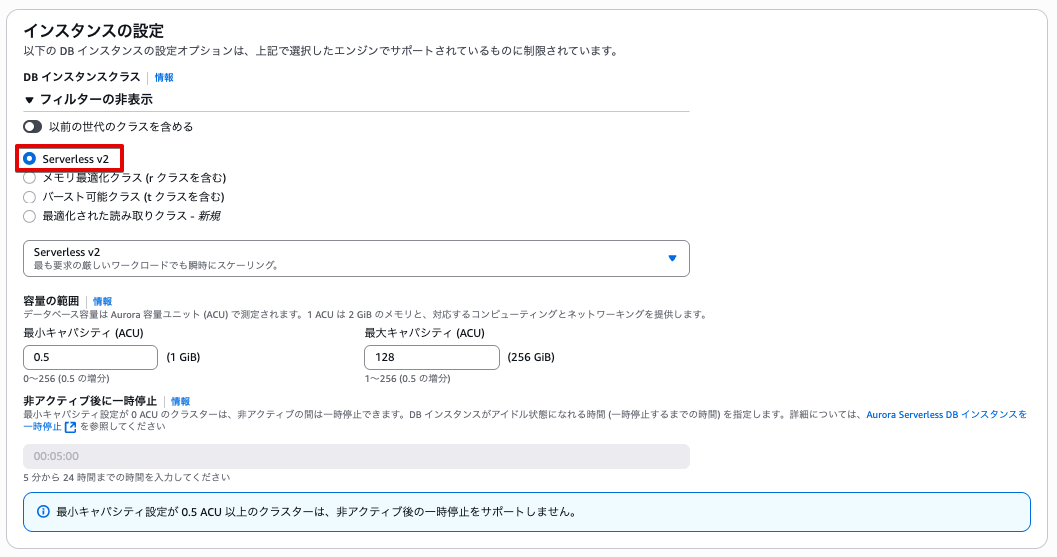 インスタンスの設定
以下の DB インスタンスの設定オプションは、上記で選択したエンジンでサポートされているものに制限されています。
DB インスタンスクラス 情報
▼ フィルターの非表示
以前の世代のクラスを含める
Serverless v2
メモリ最適化クラス (r クラスを含む)
バースト可能クラス (t クラスを含む)
最適化された読み取りクラス - 新規
Serverless v2
最も要求の厳しいワークロードでも瞬時にスケーリング。
容量の範囲 情報
データベース容量は Aurora 容量ユニット (ACU) で測定されます。1 ACU は 2 GiB のメモリと、対応するコンピューティングとネットワーキングを提供します。
最小キャパシティ (ACU) 最大キャパシティ (ACU)
0.5 (1 GiB) 128 (256 GiB)
0〜256 (0.5 の増分) 1〜256 (0.5 の増分)
非アクティブ後に一時停止 情報
最小キャパシティ設定が 0 ACU のクラスターは、非アクティブの間は一時停止できます。DB インスタンスがアイドル状態になれる時間 (一時停止するまでの時間) を指定します。詳細については、Aurora Serverless DB インスタンスを
一時停止 を参照してください
00:05:00
5 分から 24 時間までの時間を入力してください
最小キャパシティ設定が 0.5 ACU 以上のクラスターは、非アクティブ後の一時停止をサポートしません。